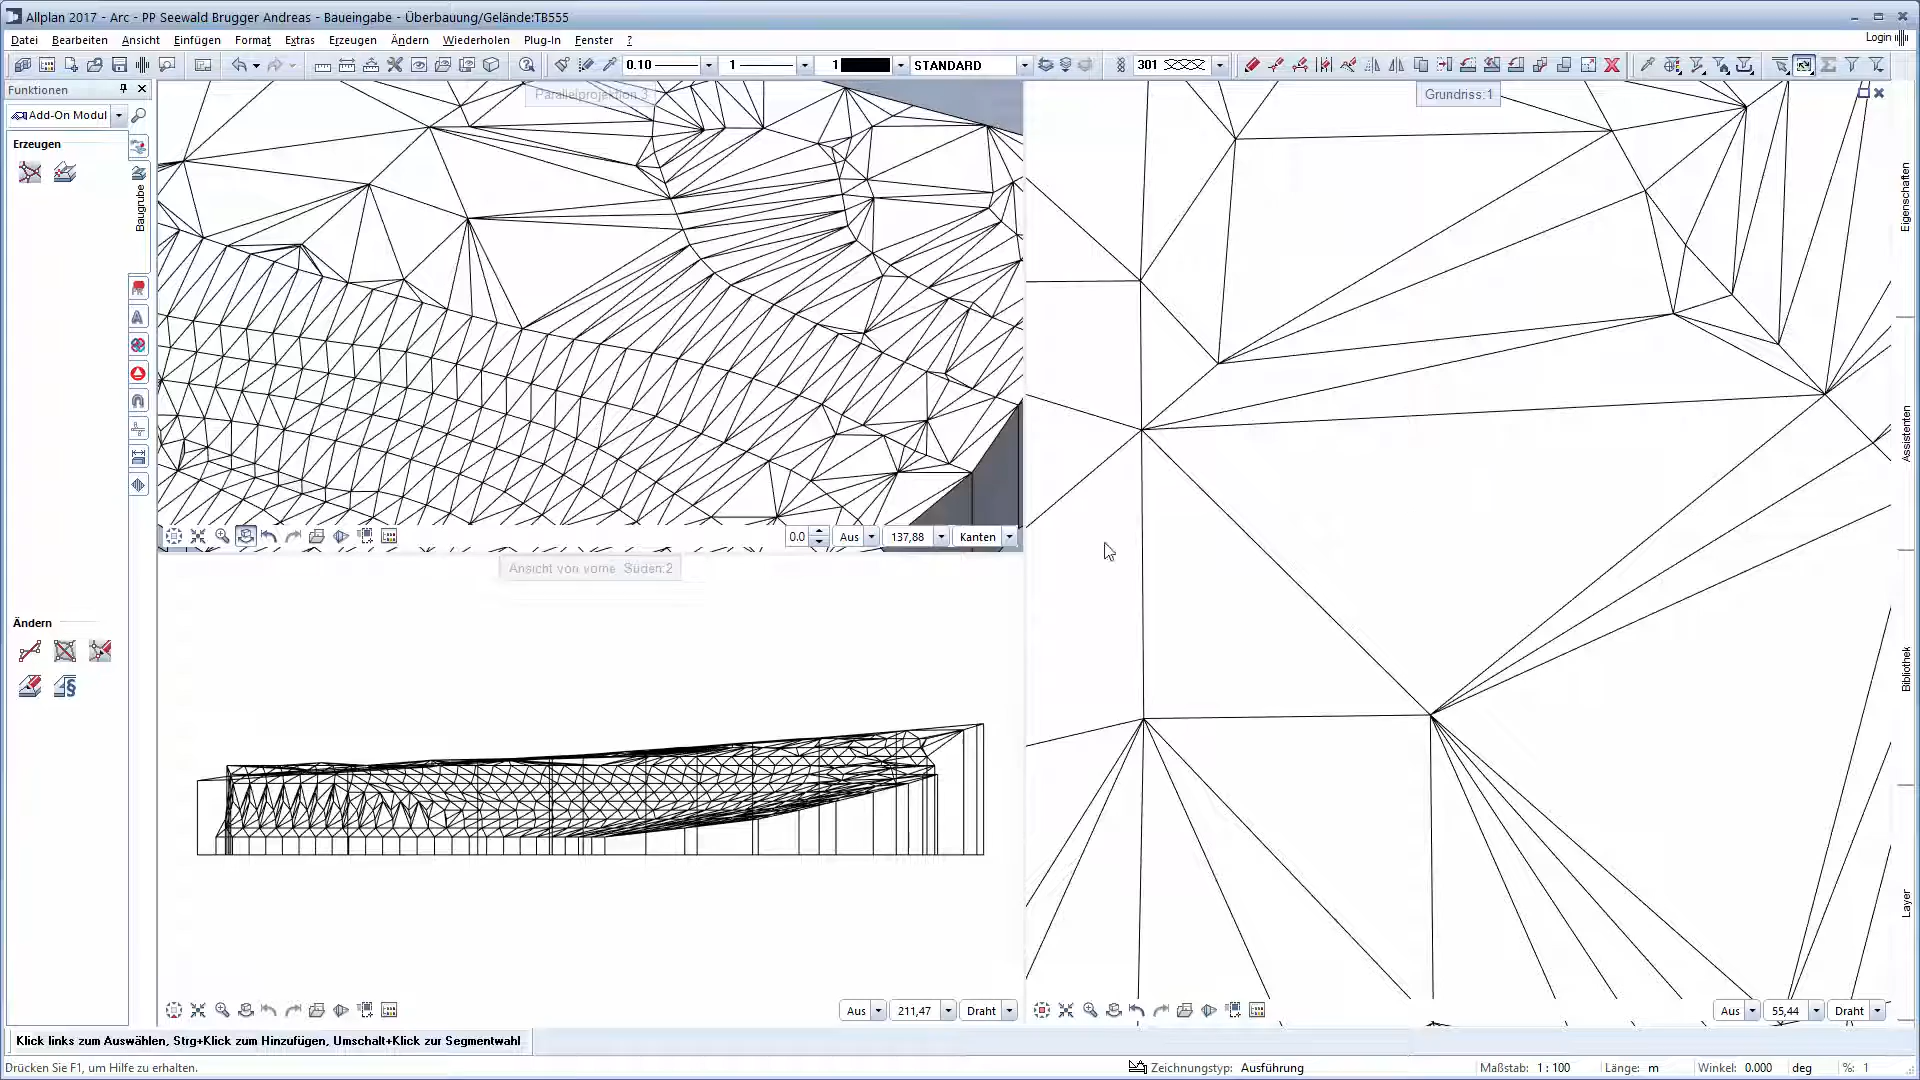 Allplan 2017 - Arc - PP Seewald Brugger Andreas - Baueingabe - Überbauung/Gelände:TB555
Datei Bearbeiten Ansicht Einfügen Format Extras Erzeugen Ändern Wiederholen Plug-In Fenster ?
Login
0.10 1 1 STANDARD 301
Funktionen
Add-On Modul
Erzeugen
Baugrube
Ändern
Parallelprojektion 3
0.0 Aus 137,88 Kanten
Ansicht von vorne Süden:2
Aus 211,47 Draht
Grundriss:1
Aus 55,44 Draht
Eigenschaften
Assistenten
Bibliothek
Layer
Klick links zum Auswählen, Strg+Klick zum Hinzufügen, Umschalt+Klick zur Segmentwahl
Drücken Sie F1, um Hilfe zu erhalten.
Zeichnungstyp: Ausführung Maßstab: 1 : 100 Länge: m Winkel: 0.000 deg %: 1